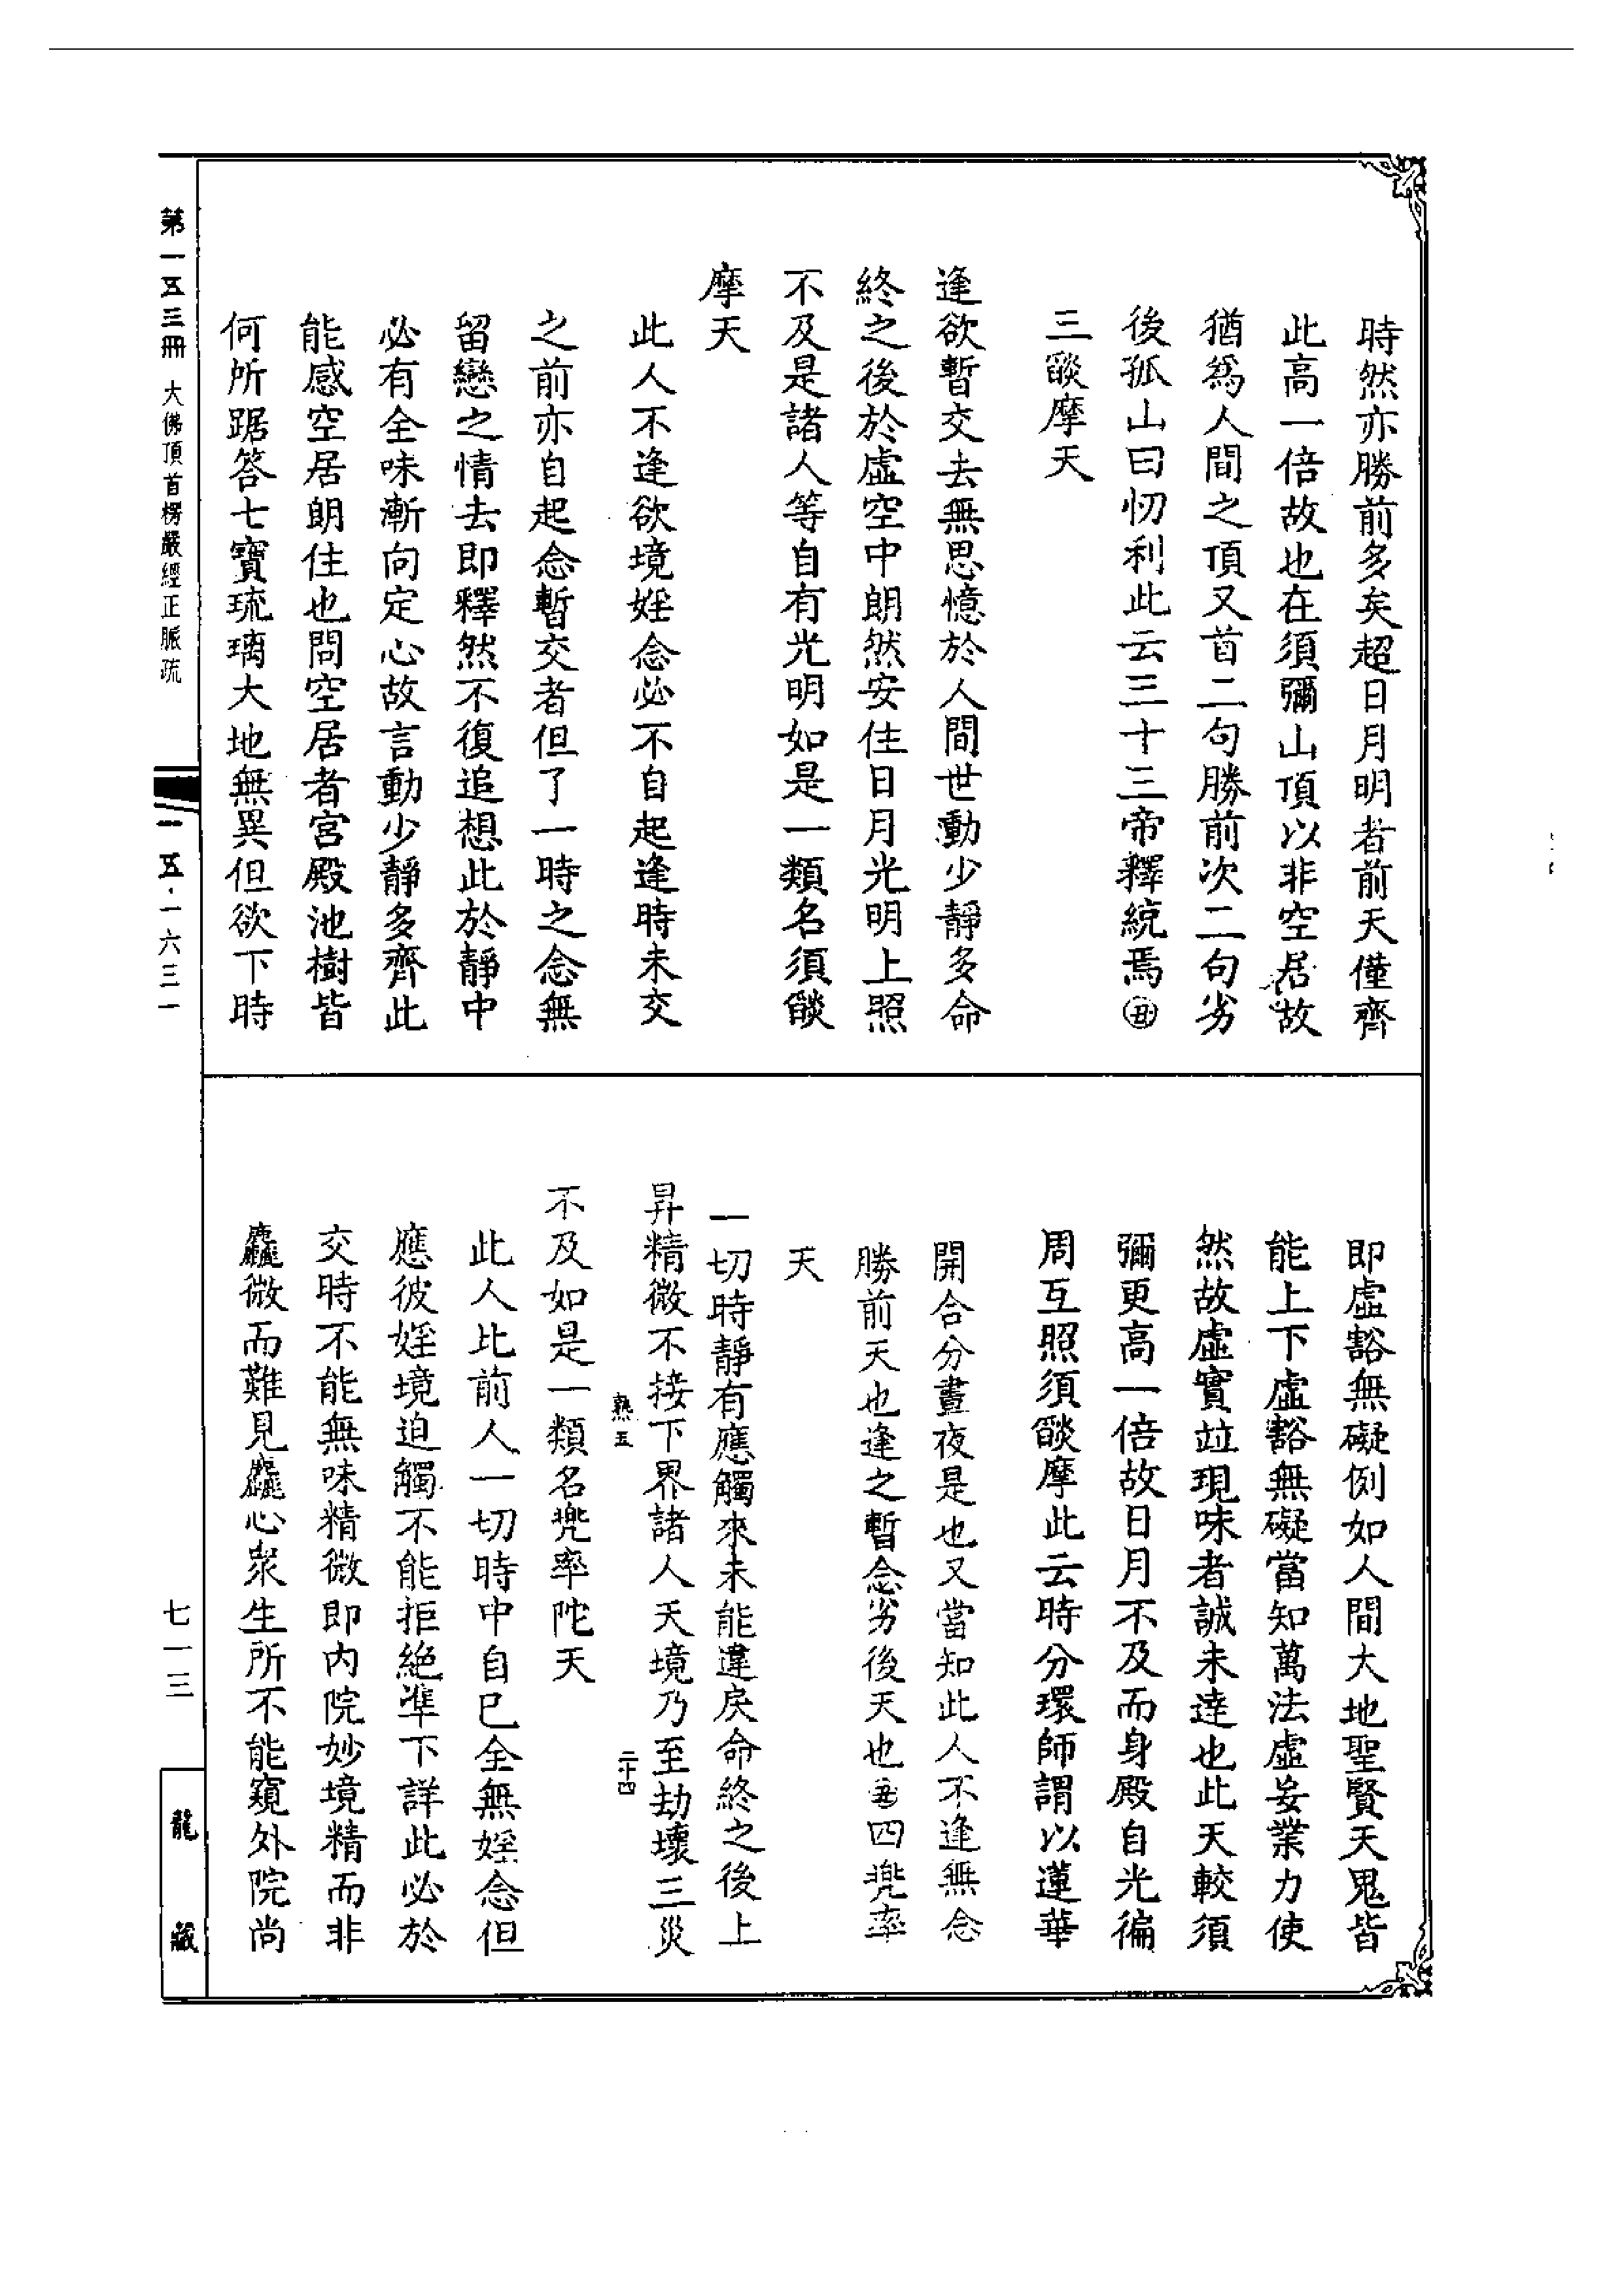 時然亦勝前多矣超日月明者前天僅齊
此高一倍故也在須彌山頂以非空居故
猶為人間之頂又首二句勝前次二句劣
後孤山曰忉利此云三十三帝釋統焉㊄
三燄摩天
逢欲暫交去無思憶於人間世動少靜多命
終之後於虛空中朗然安住日月光明上照
不及是諸人等自有光明如是一類名須燄
摩天
此人不逢欲境婬念必不自起逢時未交
之前亦自起念暫交者但了一時之念無
留戀之情去即釋然不復追想此於靜中
必有全味漸向定心故言動少靜多齊此
能感空居朗住也問空居者宮殿池樹皆
何所踞答七寶琉璃大地無異但欲下時
即虛豁無礙例如人間大地聖賢天鬼皆
能上下虛豁無礙當知萬法虛妄業力使
然故虛實竝現味者誠未達也此天較須
彌更高一倍故日月不及而身殿自光徧
周互照須燄摩此云時分環師謂以蓮華
開合分晝夜是也又當知此人不逢無念
勝前天也逢之暫念劣後天也丑四兜率
天
一切時靜有應觸來未能違戾命終之後上
昇精微不接下界諸人天境乃至劫壞三災
熱五
二十四
不及如是一類名兜率陀天
此人比前人一切時中自已全無婬念但
應彼婬境迫觸不能拒絕準下詳此必於
交時不能無味精微即內院妙境精而非
麤微而難見麤心眾生所不能窺外院尚
第一五三冊 大佛頂首楞嚴經正脈疏
一五·一六三一
七一三
龍藏